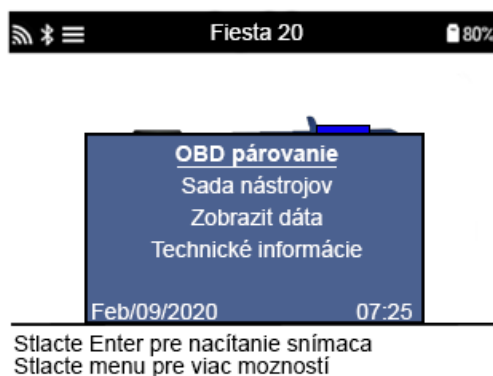 Fiesta 20
80%
OBD párovanie
Sada nástrojov
Zobrazit dáta
Technické informácie
Feb/09/2020 07:25
Stlacte Enter pre nacítanie snímaca
Stlacte menu pre viac mozností